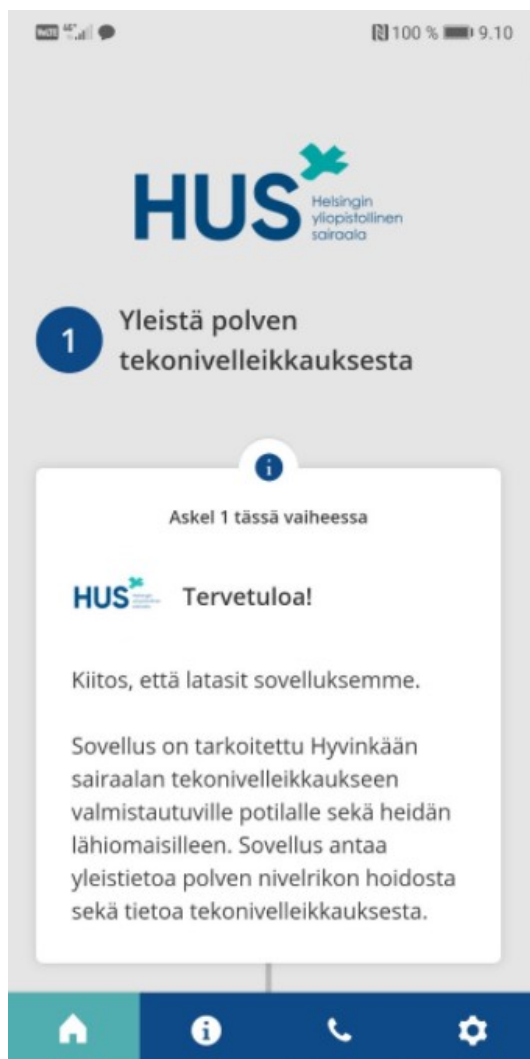 VoLTE 100 % 9.10
HUS
Helsingin
yliopistollinen
sairaala
1
Yleistä polven
tekonivelleikkauksesta
i
Askel 1 tässä vaiheessa
HUS Tervetuloa!
Kiitos, että latasit sovelluksemme.
Sovellus on tarkoitettu Hyvinkään
sairaalan tekonivelleikkaukseen
valmistautuville potilalle sekä heidän
lähiomaisilleen. Sovellus antaa
yleistietoa polven nivelrikon hoidosta
sekä tietoa tekonivelleikkauksesta.